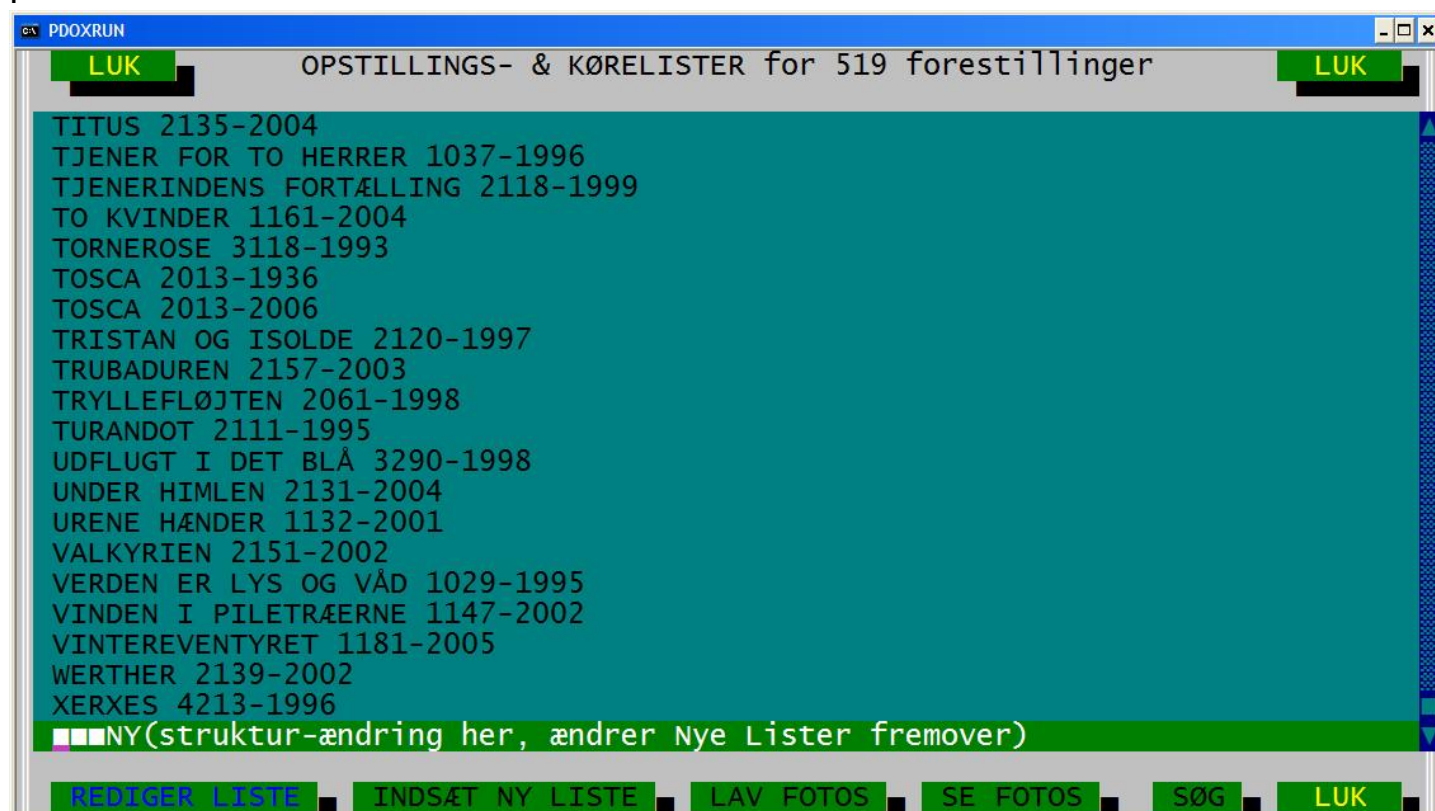 PDOXRUN
LUK OPSTILLINGS- & KØRELISTER for 519 forestillinger LUK
TITUS 2135-2004
TJENER FOR TO HERRER 1037-1996
TJENERINDENS FORTÆLLING 2118-1999
TO KVINDER 1161-2004
TORNEROSE 3118-1993
TOSCA 2013-1936
TOSCA 2013-2006
TRISTAN OG ISOLDE 2120-1997
TRUBADUREN 2157-2003
TRYLLEFLØJTEN 2061-1998
TURANDOT 2111-1995
UDFLUGT I DET BLÅ 3290-1998
UNDER HIMLEN 2131-2004
URENE HÆNDER 1132-2001
VALKYRIEN 2151-2002
VERDEN ER LYS OG VÅD 1029-1995
VINDEN I PILETRÆERNE 1147-2002
VINTEREVENTYRET 1181-2005
WERTHER 2139-2002
XERXES 4213-1996
■■■NY(struktur-ændring her, ændrer Nye Lister fremover)
REDIGER LISTE INDSÆT NY LISTE LAV FOTOS SE FOTOS SØG LUK